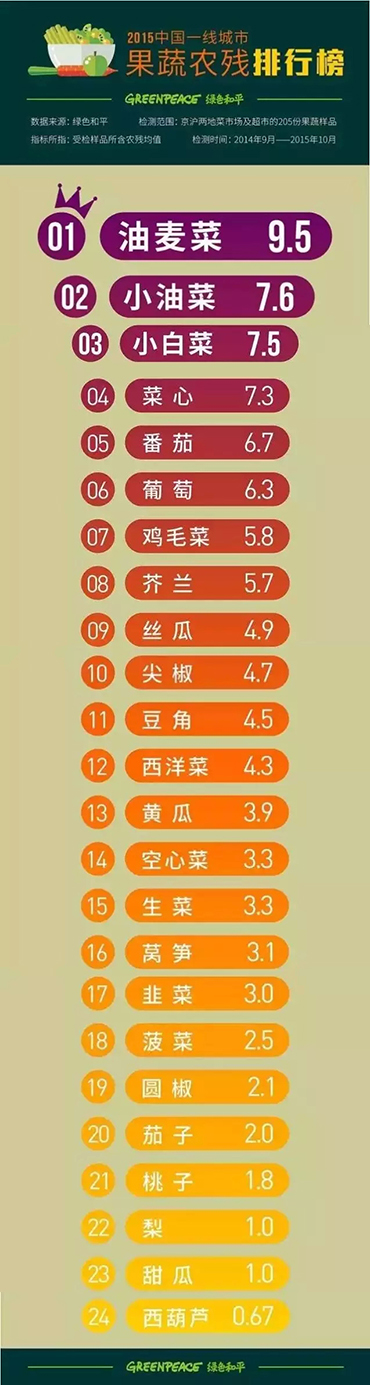 2015中国一线城市
果蔬农残排行榜
GREENPEACE 绿色和平
数据来源：绿色和平 检测范围：京沪两地菜市场及超市的205份果蔬样品
指标所指：受检样品所含农残均值 检测时间：2014年9月——2015年10月
01 油麦菜 9.5
02 小油菜 7.6
03 小白菜 7.5
04 菜心 7.3
05 番茄 6.7
06 葡萄 6.3
07 鸡毛菜 5.8
08 芥兰 5.7
09 丝瓜 4.9
10 尖椒 4.7
11 豆角 4.5
12 西洋菜 4.3
13 黄瓜 3.9
14 空心菜 3.3
15 生菜 3.3
16 莴笋 3.1
17 韭菜 3.0
18 菠菜 2.5
19 圆椒 2.1
20 茄子 2.0
21 桃子 1.8
22 梨 1.0
23 甜瓜 1.0
24 西葫芦 0.67
GREENPEACE 绿色和平